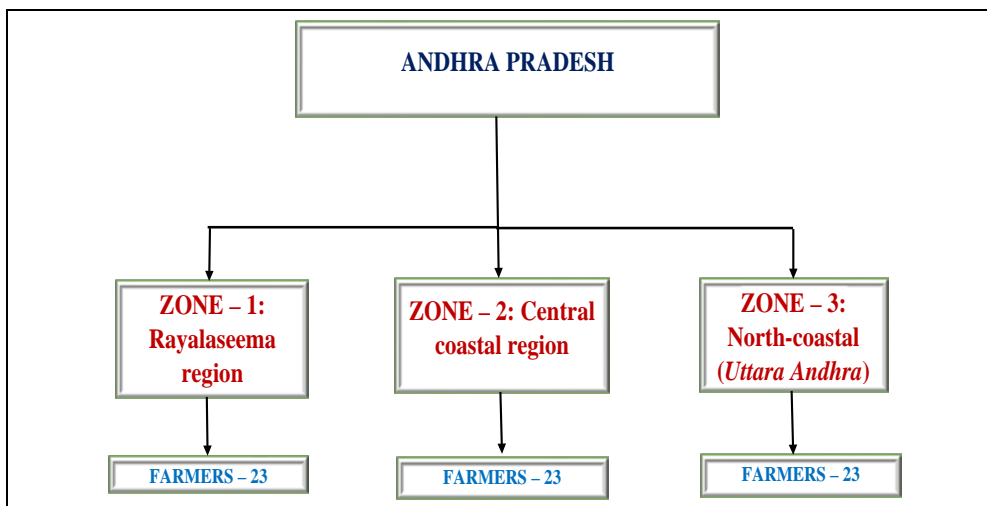 ANDHRA PRADESH
ZONE – 1:
Rayalaseema
region
ZONE – 2: Central
coastal region
ZONE – 3:
North-coastal
(Uttara Andhra)
FARMERS – 23
FARMERS – 23
FARMERS – 23